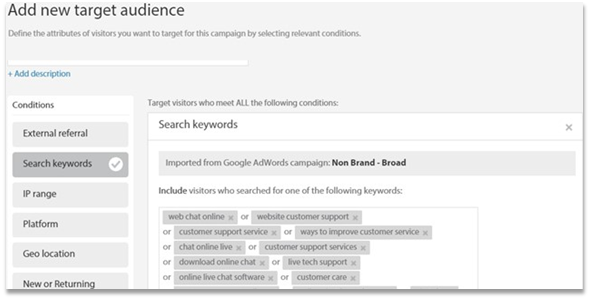 Add new target audience
Define the attributes of visitors you want to target for this campaign by selecting relevant conditions.
+ Add description
Conditions
External referral
Search keywords
IP range
Platform
Geo location
New or Returning
Target visitors who meet ALL the following conditions:
Search keywords ×
Imported from Google AdWords campaign: Non Brand - Broad
Include visitors who searched for one of the following keywords:
web chat online × or website customer support ×
or customer support service × or ways to improve customer service ×
or chat online live × or customer support services ×
or download online chat × or live tech support ×
or online live chat software × or customer care ×